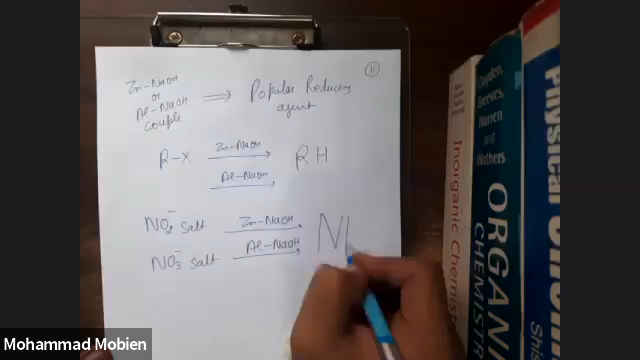 11
Zn-NaOH
or
Al-NaOH
couple
⟹ Popular Reducing
agent
R-X Zn-NaOH → RH
Al-NaOH →
NO₂⁻ salt Zn-NaOH →
NO₃⁻ salt Al-NaOH →
Clayden,
Greeves,
Warren
and
Wothers
ORGANIC
CHEMISTRY
Inorganic Chemistry
Physical
Mohammad Mobien